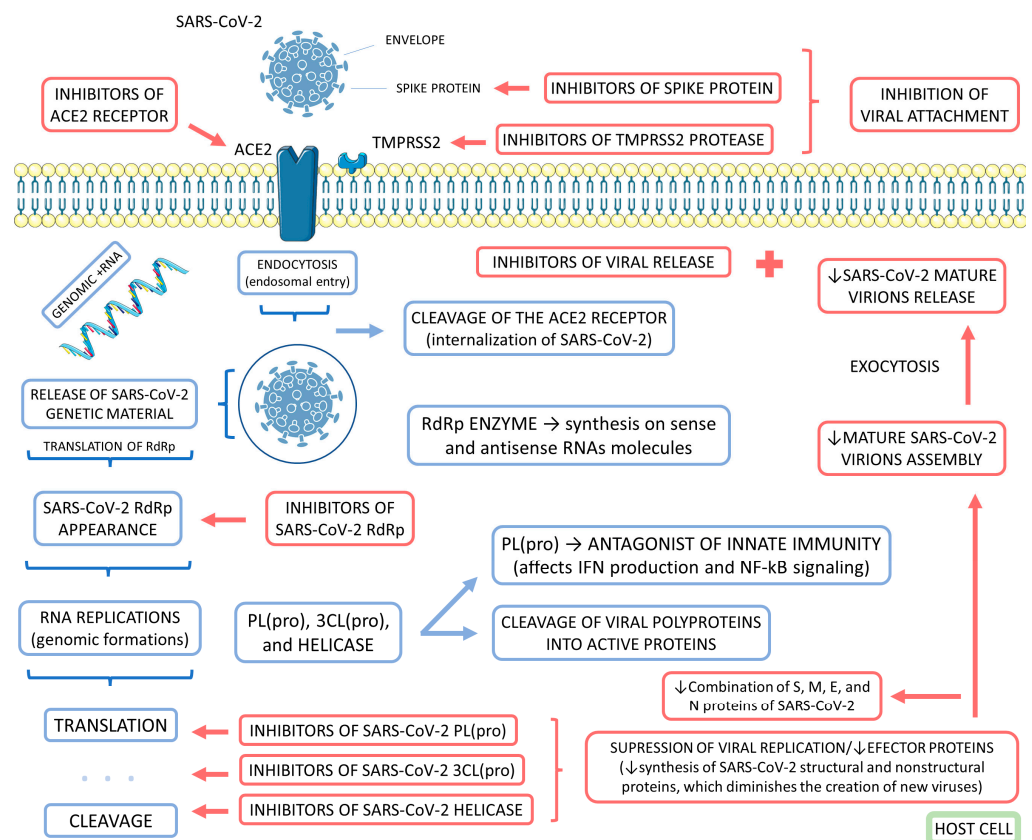 SARS-CoV-2
ENVELOPE
SPIKE PROTEIN
INHIBITORS OF SPIKE PROTEIN
INHIBITION OF
VIRAL ATTACHMENT
INHIBITORS OF
ACE2 RECEPTOR
ACE2
TMPRSS2
INHIBITORS OF TMPRSS2 PROTEASE
GENOMIC +RNA
ENDOCYTOSIS
(endosomal entry)
INHIBITORS OF VIRAL RELEASE
↓SARS-CoV-2 MATURE
VIRIONS RELEASE
CLEAVAGE OF THE ACE2 RECEPTOR
(internalization of SARS-CoV-2)
EXOCYTOSIS
RELEASE OF SARS-CoV-2
GENETIC MATERIAL
TRANSLATION OF RdRp
RdRp ENZYME → synthesis on sense
and antisense RNAs molecules
↓MATURE SARS-CoV-2
VIRIONS ASSEMBLY
SARS-CoV-2 RdRp
APPEARANCE
INHIBITORS OF
SARS-CoV-2 RdRp
PL(pro) → ANTAGONIST OF INNATE IMMUNITY
(affects IFN production and NF-kB signaling)
RNA REPLICATIONS
(genomic formations)
PL(pro), 3CL(pro),
and HELICASE
CLEAVAGE OF VIRAL POLYPROTEINS
INTO ACTIVE PROTEINS
↓Combination of S, M, E, and
N proteins of SARS-CoV-2
TRANSLATION
INHIBITORS OF SARS-CoV-2 PL(pro)
. . .
INHIBITORS OF SARS-CoV-2 3CL(pro)
SUPRESSION OF VIRAL REPLICATION/↓EFECTOR PROTEINS
(↓synthesis of SARS-CoV-2 structural and nonstructural
proteins, which diminishes the creation of new viruses)
CLEAVAGE
INHIBITORS OF SARS-CoV-2 HELICASE
HOST CELL